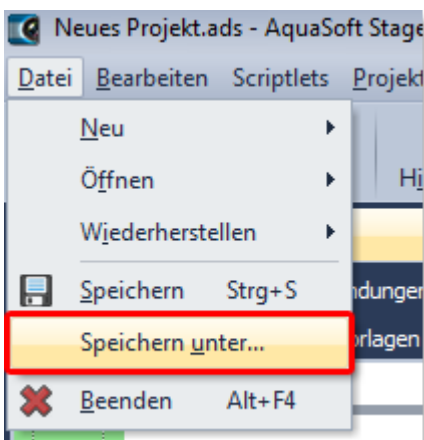 Neues Projekt.ads - AquaSoft Stage
Datei Bearbeiten Scriptlets Projekt
Neu
Öffnen
Wiederherstellen
Speichern Strg+S
Speichern unter...
Beenden Alt+F4